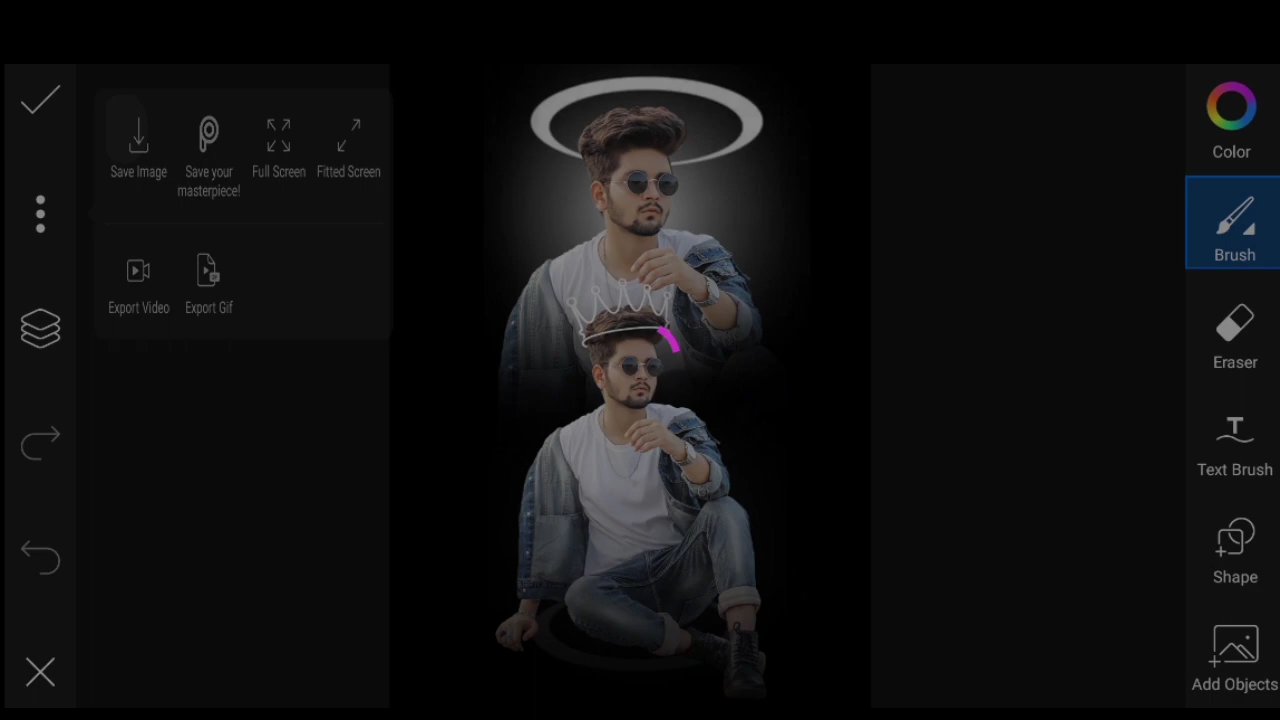 Save Image
Save your
masterpiece!
Full Screen
Fitted Screen
Export Video
Export Gif
Color
Brush
Eraser
Text Brush
Shape
Add Objects